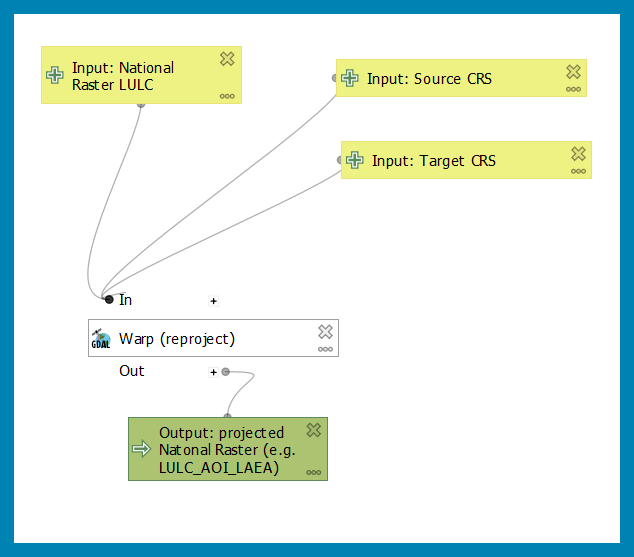 Input: National
Raster LULC
Input: Source CRS
Input: Target CRS
In
+
GDAL
Warp (reproject)
Out
+
Output: projected
Natonal Raster (e.g.
LULC_AOI_LAEA)